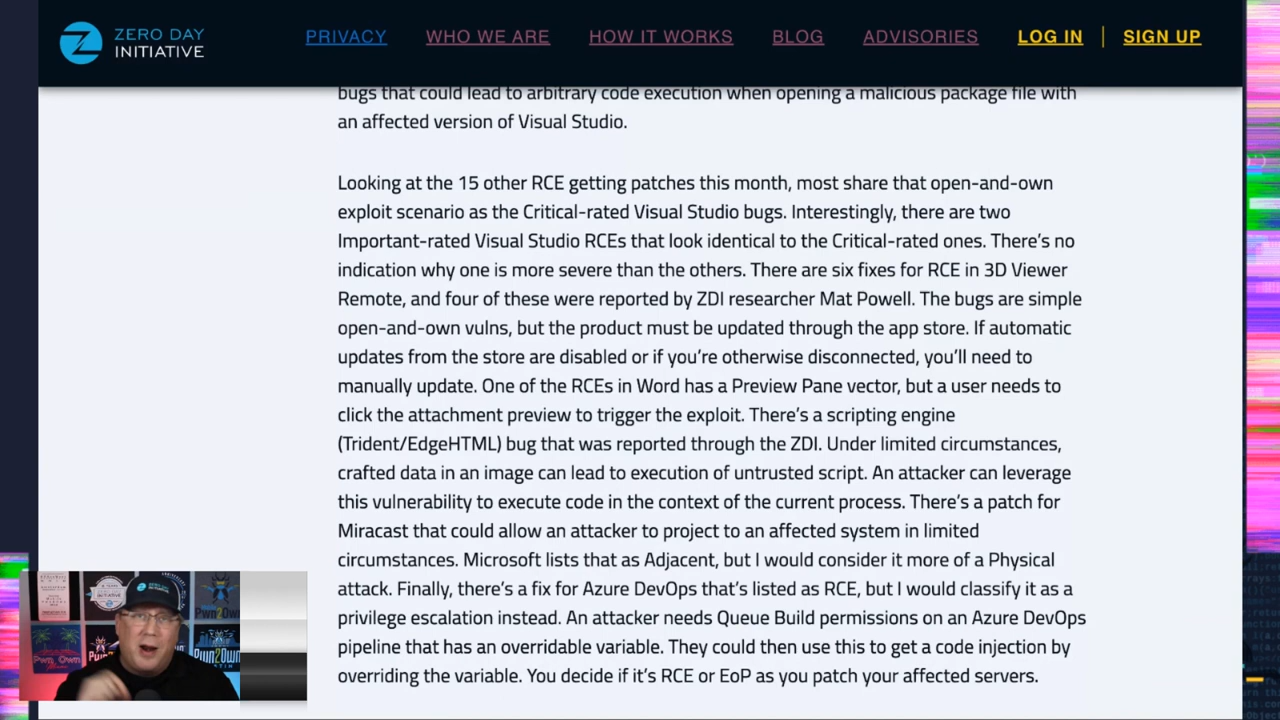 ZERO DAY
INITIATIVE
PRIVACY
WHO WE ARE
HOW IT WORKS
BLOG
ADVISORIES
LOG IN
SIGN UP
bugs that could lead to arbitrary code execution when opening a malicious package file with
an affected version of Visual Studio.
Looking at the 15 other RCE getting patches this month, most share that open-and-own
exploit scenario as the Critical-rated Visual Studio bugs. Interestingly, there are two
Important-rated Visual Studio RCEs that look identical to the Critical-rated ones. There's no
indication why one is more severe than the others. There are six fixes for RCE in 3D Viewer
Remote, and four of these were reported by ZDI researcher Mat Powell. The bugs are simple
open-and-own vulns, but the product must be updated through the app store. If automatic
updates from the store are disabled or if you're otherwise disconnected, you'll need to
manually update. One of the RCEs in Word has a Preview Pane vector, but a user needs to
click the attachment preview to trigger the exploit. There's a scripting engine
(Trident/EdgeHTML) bug that was reported through the ZDI. Under limited circumstances,
crafted data in an image can lead to execution of untrusted script. An attacker can leverage
this vulnerability to execute code in the context of the current process. There's a patch for
Miracast that could allow an attacker to project to an affected system in limited
circumstances. Microsoft lists that as Adjacent, but I would consider it more of a Physical
attack. Finally, there's a fix for Azure DevOps that's listed as RCE, but I would classify it as a
privilege escalation instead. An attacker needs Queue Build permissions on an Azure DevOps
pipeline that has an overridable variable. They could then use this to get a code injection by
overriding the variable. You decide if it's RCE or EoP as you patch your affected servers.
Pwn2Own
Pwn Own
Pwn2Own